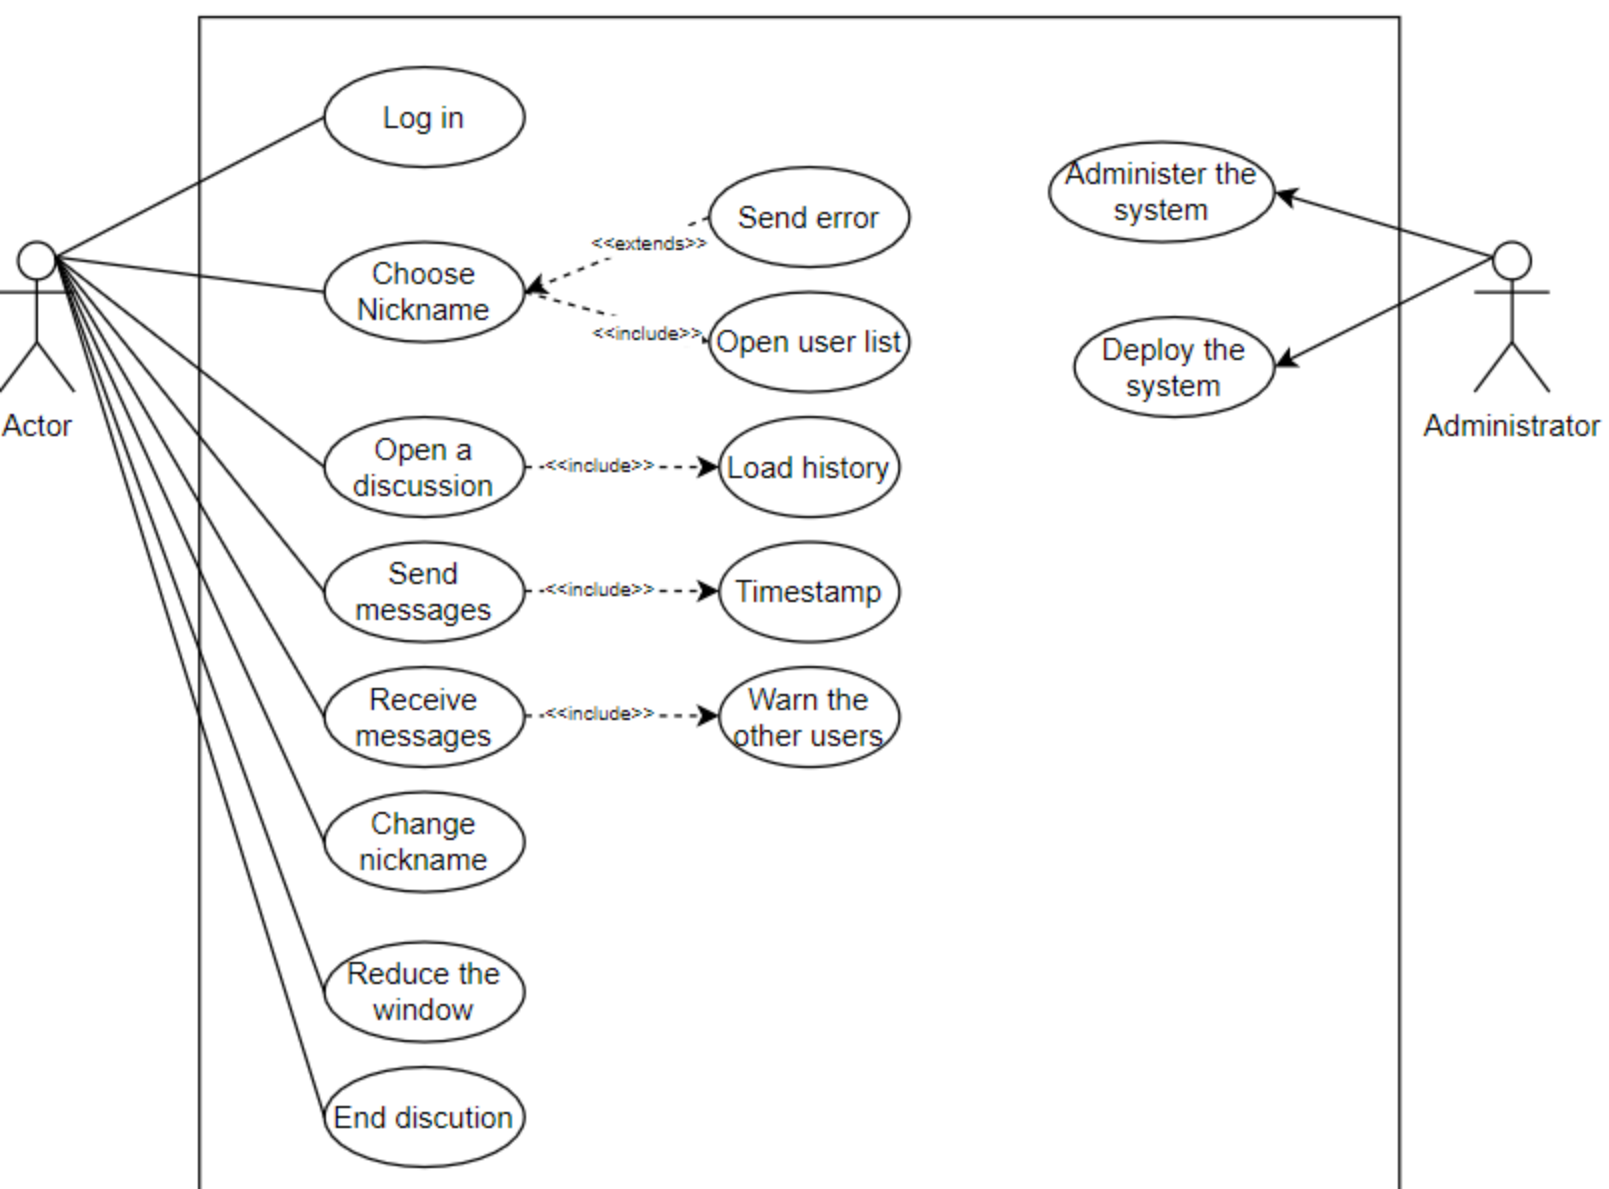 Log in
Send error
<<extends>>
Choose
Nickname
<<include>>
Open user list
Administer the
system
Deploy the
system
Actor
Administrator
Open a
discussion
<<include>>
Load history
Send
messages
<<include>>
Timestamp
Receive
messages
<<include>>
Warn the
other users
Change
nickname
Reduce the
window
End discution